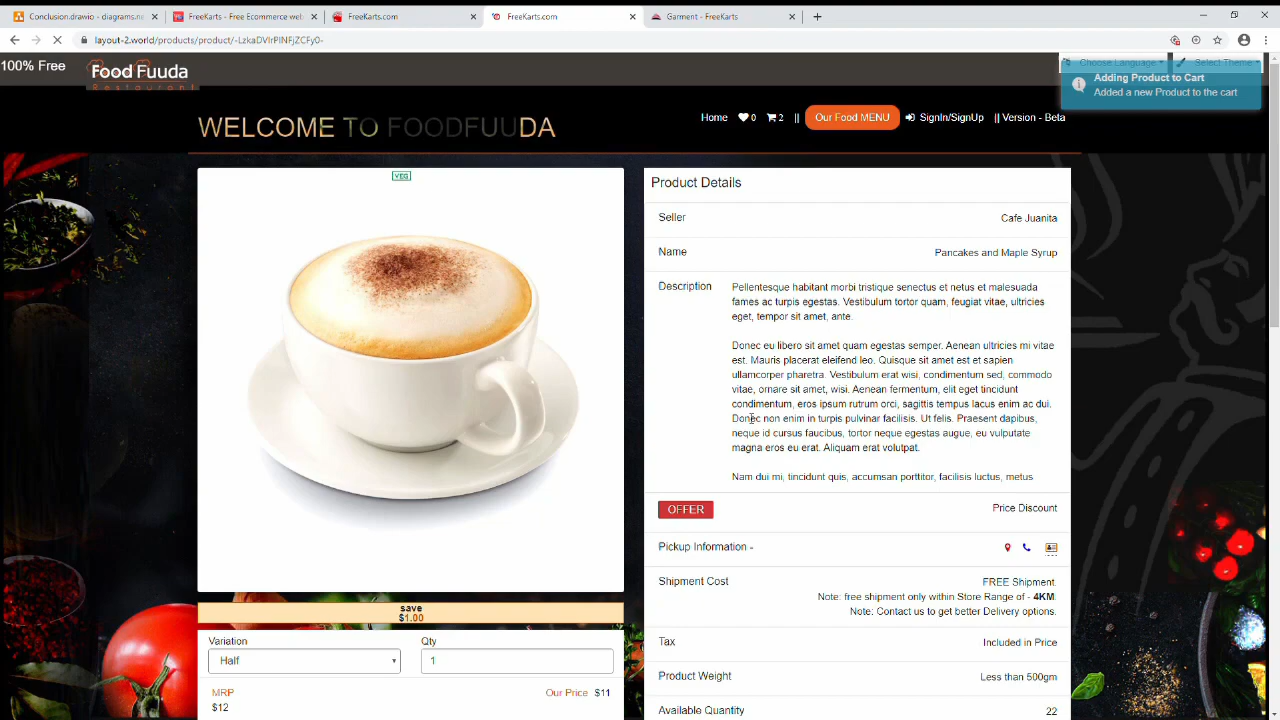 Conclusion.drawio - diagrams.ne
FreeKarts - Free Ecommerce web
FreeKarts.com
FreeKarts.com
Garment - FreeKarts
layout-2.world/products/product/-LzkaDVIrPINFjZCFy0-
100% Free
Food Fuuda
Restaurant
Choose Language
Select Theme
Adding Product to Cart
Added a new Product to the cart
WELCOME TO FOODFUUDA
Home 0 2 || Our Food MENU SignIn/SignUp || Version - Beta
VEG
Product Details
Seller Cafe Juanita
Name Pancakes and Maple Syrup
Description Pellentesque habitant morbi tristique senectus et netus et malesuada
fames ac turpis egestas. Vestibulum tortor quam, feugiat vitae, ultricies
eget, tempor sit amet, ante.
Donec eu libero sit amet quam egestas semper. Aenean ultricies mi vitae
est. Mauris placerat eleifend leo. Quisque sit amet est et sapien
ullamcorper pharetra. Vestibulum erat wisi, condimentum sed, commodo
vitae, ornare sit amet, wisi. Aenean fermentum, elit eget tincidunt
condimentum, eros ipsum rutrum orci, sagittis tempus lacus enim ac dui.
Donec non enim in turpis pulvinar facilisis. Ut felis. Praesent dapibus,
neque id cursus faucibus, tortor neque egestas augue, eu vulputate
magna eros eu erat. Aliquam erat volutpat.
Nam dui mi, tincidunt quis, accumsan porttitor, facilisis luctus, metus
OFFER Price Discount
Pickup Information -
Shipment Cost FREE Shipment.
Note: free shipment only within Store Range of - 4KM.
Note: Contact us to get better Delivery options.
Tax Included in Price
Product Weight Less than 500gm
Available Quantity 22
save
$1.00
Variation Qty
Half 1
MRP Our Price $11
$12